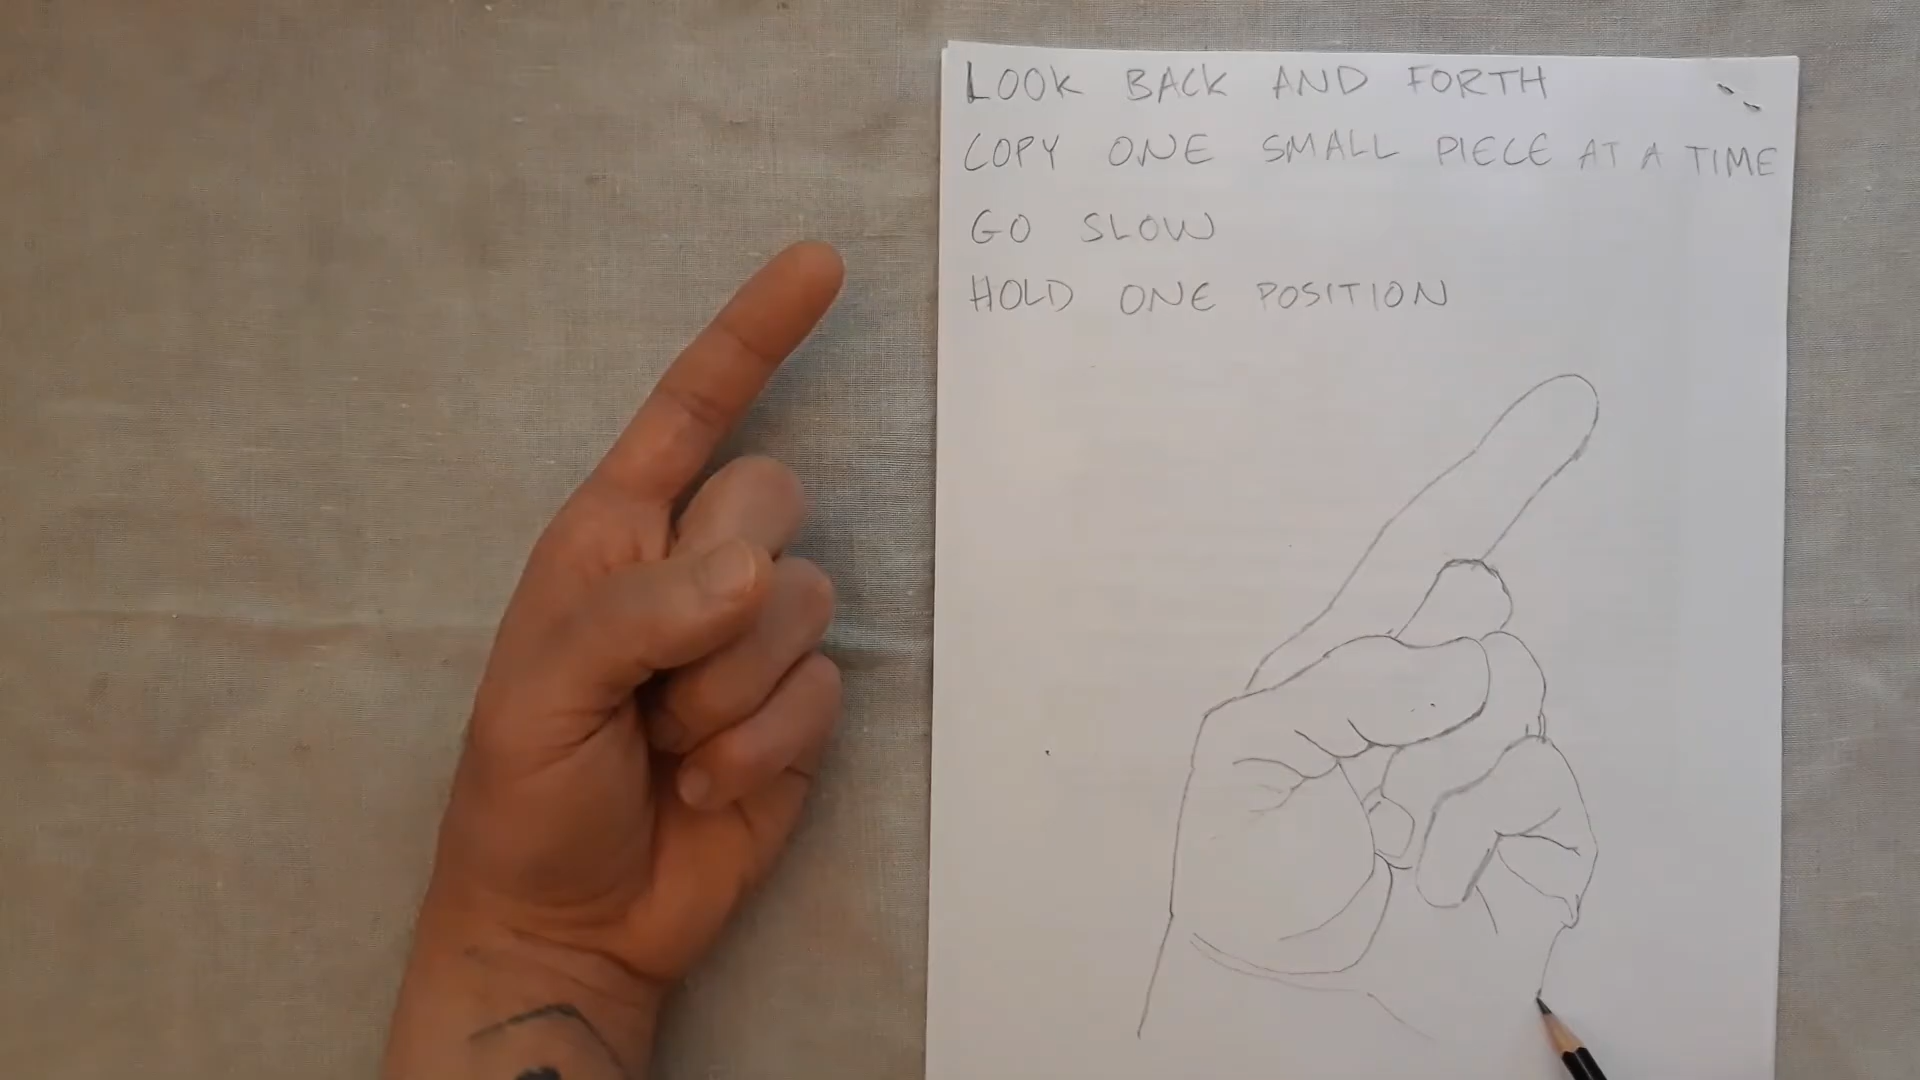 LOOK BACK AND FORTH
COPY ONE SMALL PIECE AT A TIME
GO SLOW
HOLD ONE POSITION